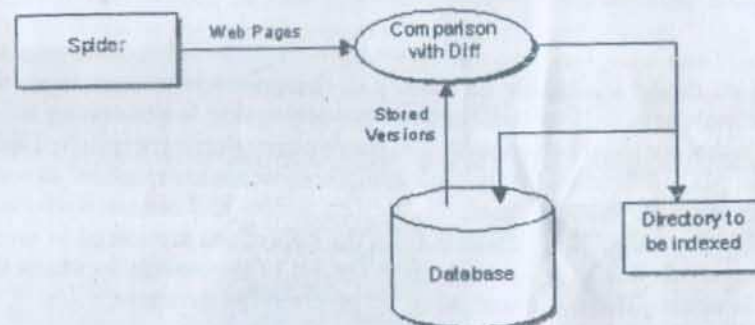 Spider
Web Pages
Comparison
with Diff
Stored
Versions
Database
Directory to
be indexed